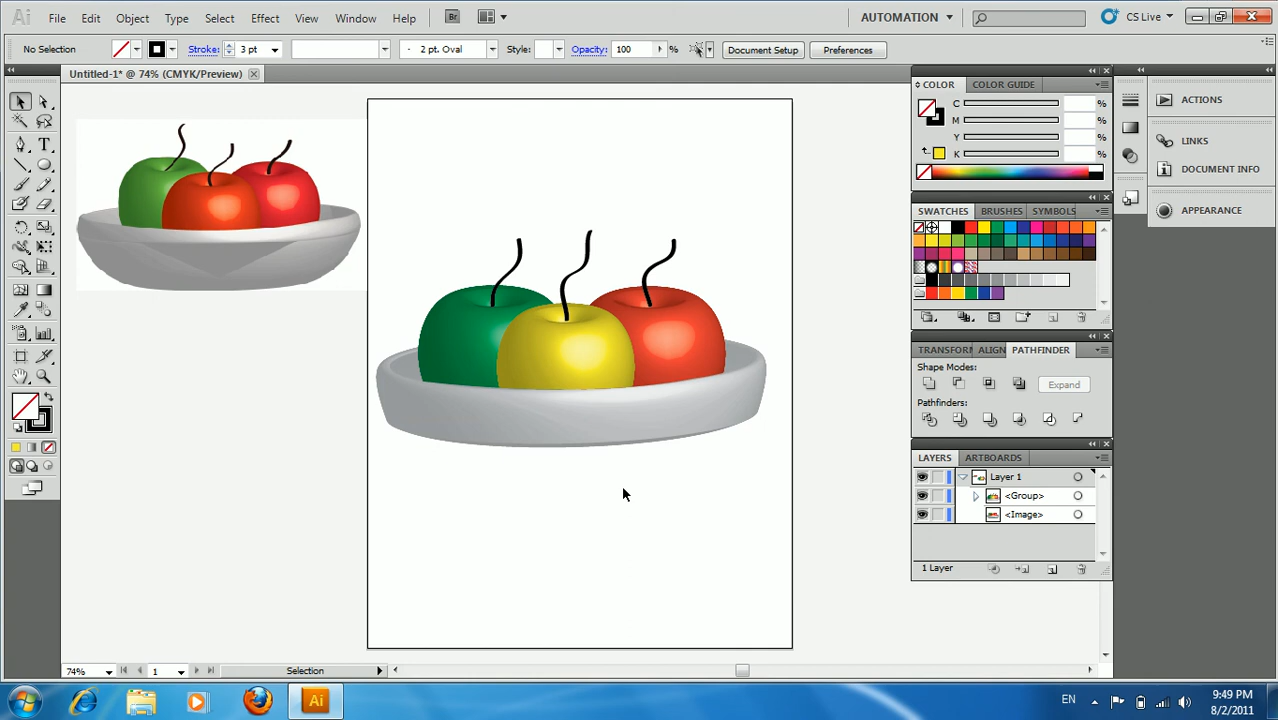 Ai File Edit Object Type Select Effect View Window Help Br AUTOMATION CS Live
No Selection Stroke: 3 pt 2 pt. Oval Style: Opacity: 100 % Document Setup Preferences
Untitled-1* @ 74% (CMYK/Preview)
COLOR COLOR GUIDE
C %
M %
Y %
K %
ACTIONS
LINKS
DOCUMENT INFO
APPEARANCE
SWATCHES BRUSHES SYMBOLS
TRANSFORM ALIGN PATHFINDER
Shape Modes:
Expand
Pathfinders:
LAYERS ARTBOARDS
Layer 1
<Group>
<Image>
1 Layer
74% 1 Selection
Ai EN 9:49 PM
8/2/2011